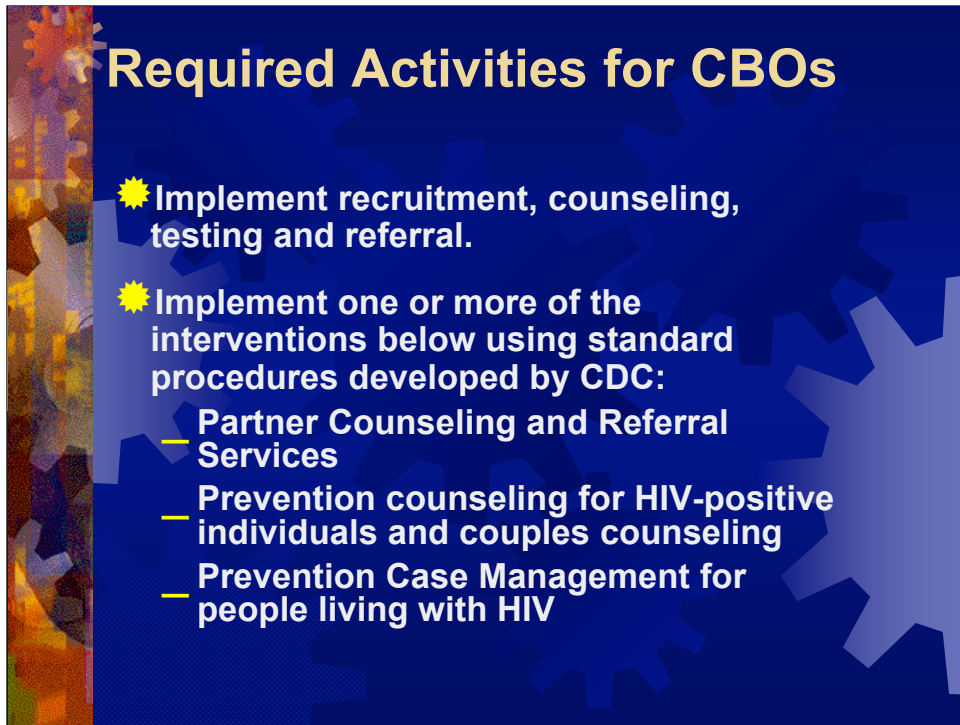 Required Activities for CBOs
Implement recruitment, counseling,
testing and referral.
Implement one or more of the
interventions below using standard
procedures developed by CDC:
– Partner Counseling and Referral
Services
– Prevention counseling for HIV-positive
individuals and couples counseling
– Prevention Case Management for
people living with HIV